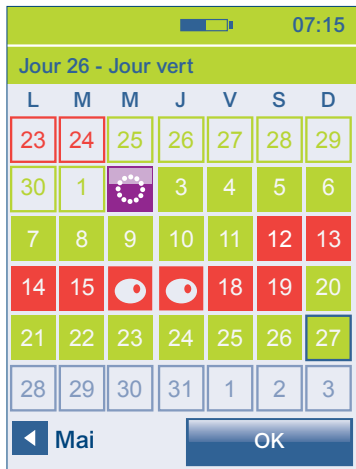 07:15
Jour 26 - Jour vert
L M M J V S D
23 24 25 26 27 28 29
30 1 3 4 5 6
7 8 9 10 11 12 13
14 15 18 19 20
21 22 23 24 25 26 27
28 29 30 31 1 2 3
Mai OK